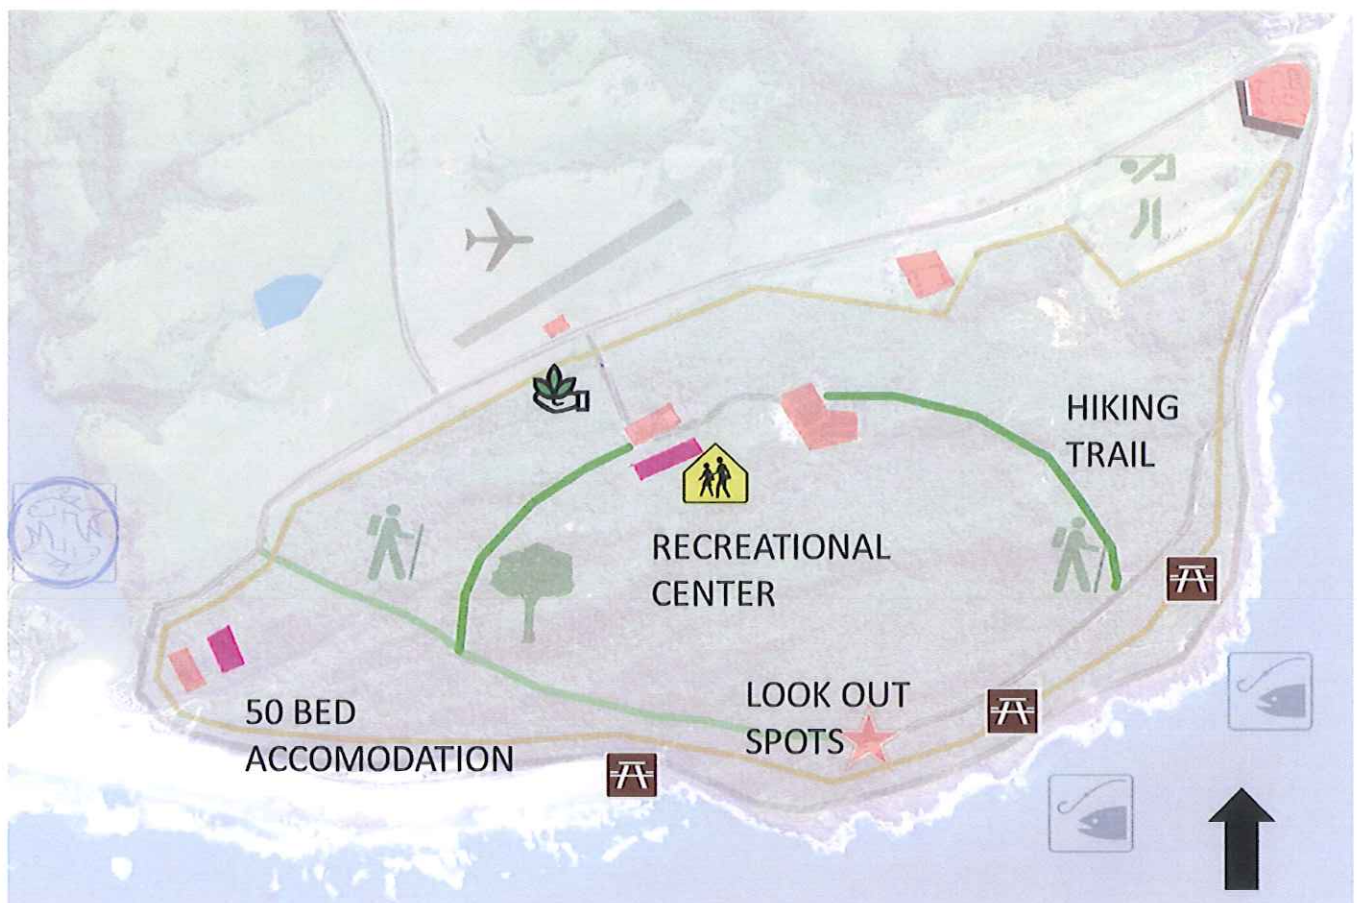 HIKING
TRAIL
RECREATIONAL
CENTER
LOOK OUT
SPOTS
50 BED
ACCOMODATION